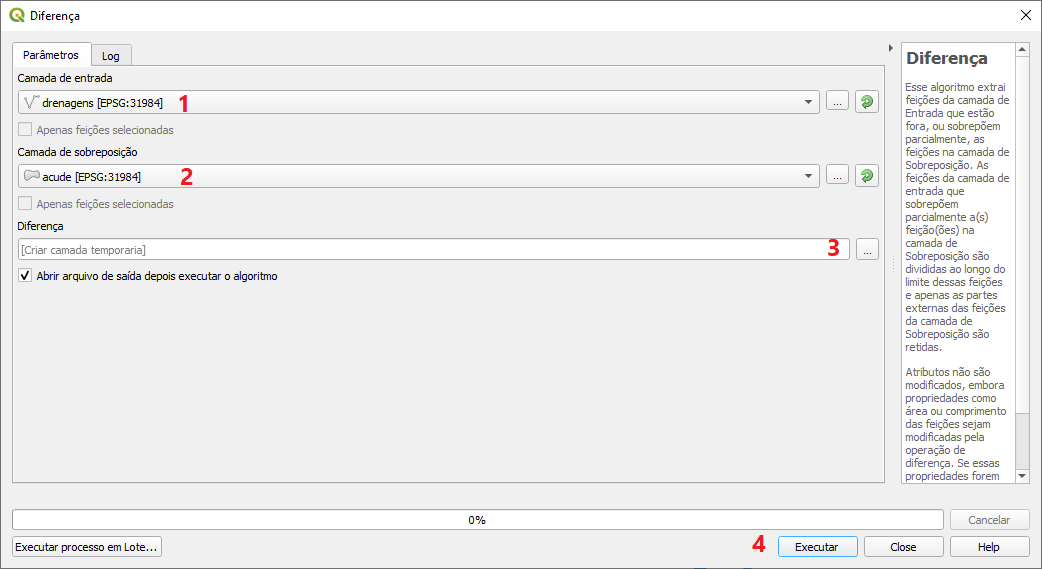 Diferença
Parâmetros
Log
Camada de entrada
drenagens [EPSG:31984]
1
...
Apenas feições selecionadas
Camada de sobreposição
acude [EPSG:31984]
2
...
Apenas feições selecionadas
Diferença
[Criar camada temporaria]
3
...
Abrir arquivo de saída depois executar o algoritmo
Diferença
Esse algoritmo extrai
feições da camada de
Entrada que estão
fora, ou sobrepõem
parcialmente, as
feições na camada de
Sobreposição. As
feições da camada de
entrada que
sobrepõem
parcialmente a(s)
feição(ões) na
camada de
Sobreposição são
divididas ao longo do
limite dessas feições
e apenas as partes
externas das feições
da camada de
Sobreposição são
retidas.
Atributos não são
modificados, embora
propriedades como
área ou comprimento
das feições sejam
modificadas pela
operação de
diferença. Se essas
propriedades forem
0%
Cancelar
Executar processo em Lote...
4
Executar
Close
Help